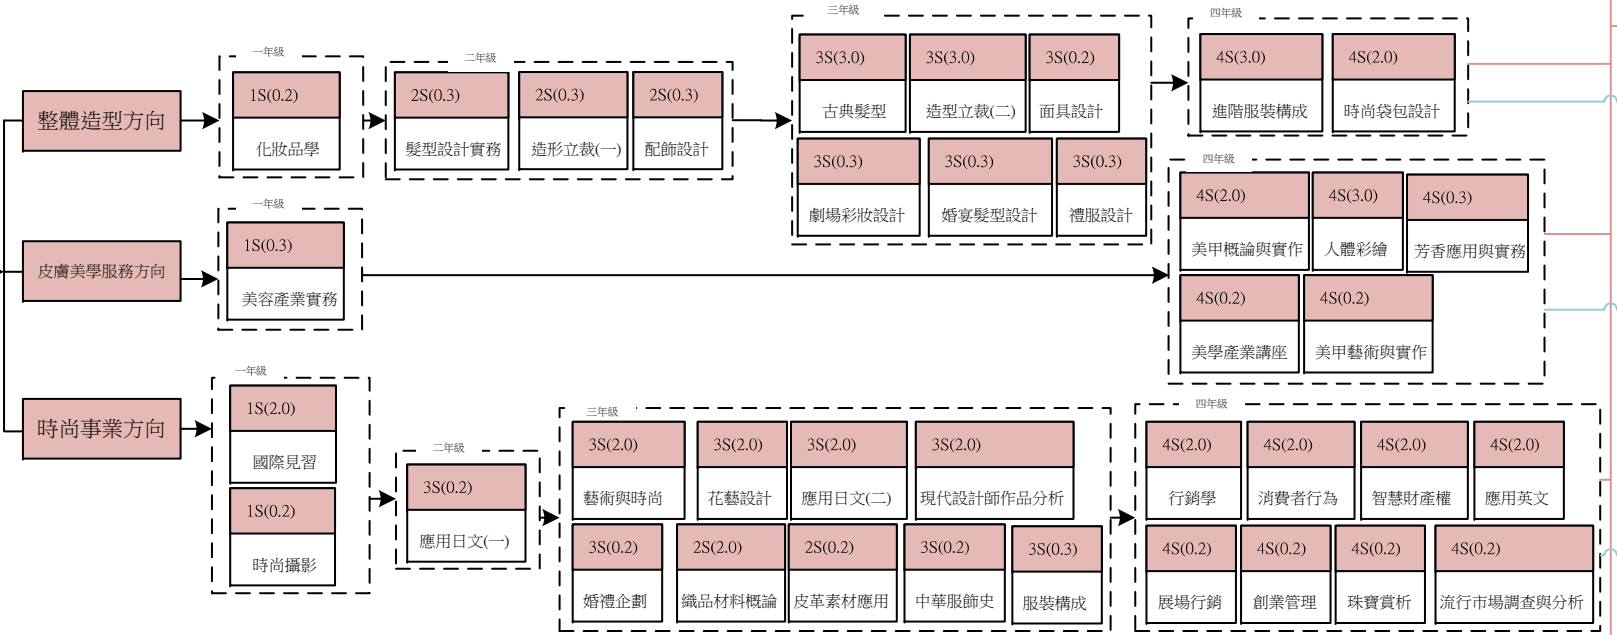 整體造型方向
一年級
1S(0.2)
化妝品學
二年級
2S(0.3)
髮型設計實務
2S(0.3)
造形立裁(一)
2S(0.3)
配飾設計
三年級
3S(3.0)
古典髮型
3S(3.0)
造型立裁(二)
3S(0.2)
面具設計
3S(0.3)
劇場彩妝設計
3S(0.3)
婚宴髮型設計
3S(0.3)
禮服設計
四年級
4S(3.0)
進階服裝構成
4S(2.0)
時尚袋包設計
皮膚美學服務方向
一年級
1S(0.3)
美容產業實務
四年級
4S(2.0)
美甲概論與實作
4S(3.0)
人體彩繪
4S(0.3)
芳香應用與實務
4S(0.2)
美學產業講座
4S(0.2)
美甲藝術與實作
時尚事業方向
一年級
1S(2.0)
國際見習
1S(0.2)
時尚攝影
二年級
3S(0.2)
應用日文(一)
三年級
3S(2.0)
藝術與時尚
3S(2.0)
花藝設計
3S(2.0)
應用日文(二)
3S(2.0)
現代設計師作品分析
3S(0.2)
婚禮企劃
2S(2.0)
織品材料概論
2S(0.2)
皮革素材應用
3S(0.2)
中華服飾史
3S(0.3)
服裝構成
四年級
4S(2.0)
行銷學
4S(2.0)
消費者行為
4S(2.0)
智慧財產權
4S(2.0)
應用英文
4S(0.2)
展場行銷
4S(0.2)
創業管理
4S(0.2)
珠寶賞析
4S(0.2)
流行市場調查與分析